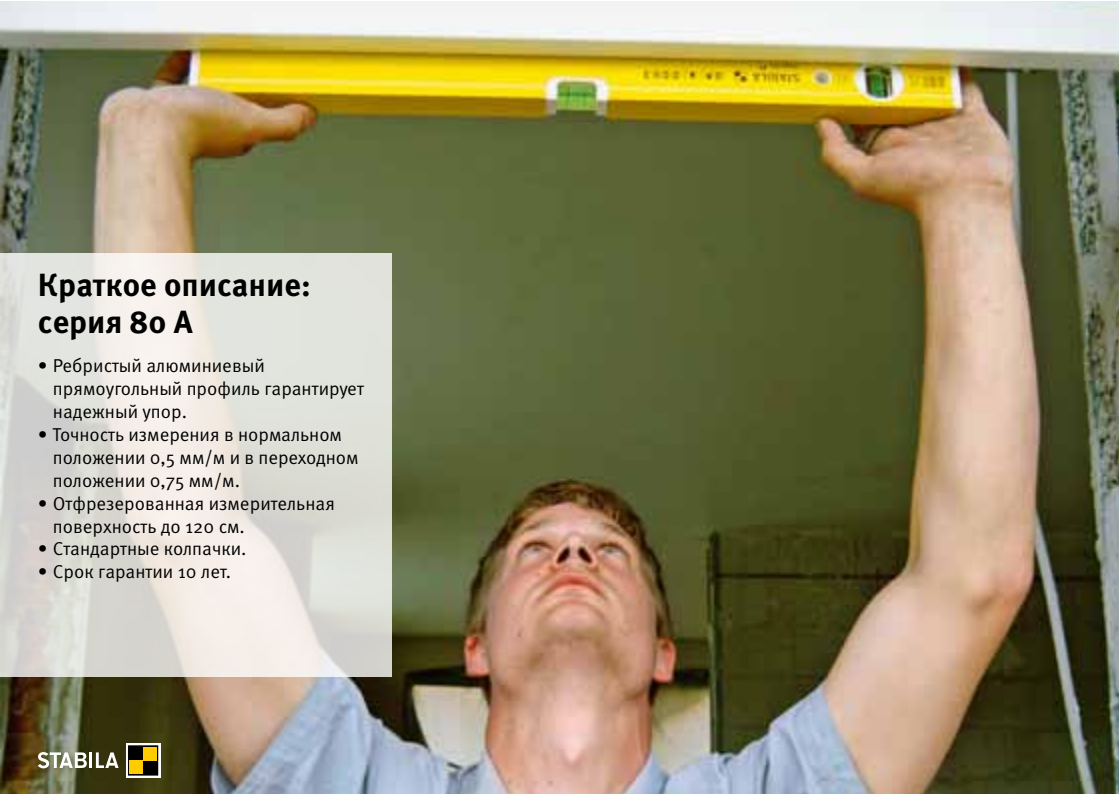 Краткое описание:
серия 80 A
• Ребристый алюминиевый
прямоугольный профиль гарантирует
надежный упор.
• Точность измерения в нормальном
положении 0,5 мм/м и в переходном
положении 0,75 мм/м.
• Отфрезерованная измерительная
поверхность до 120 см.
• Стандартные колпачки.
• Срок гарантии 10 лет.
STABILA
STABILA